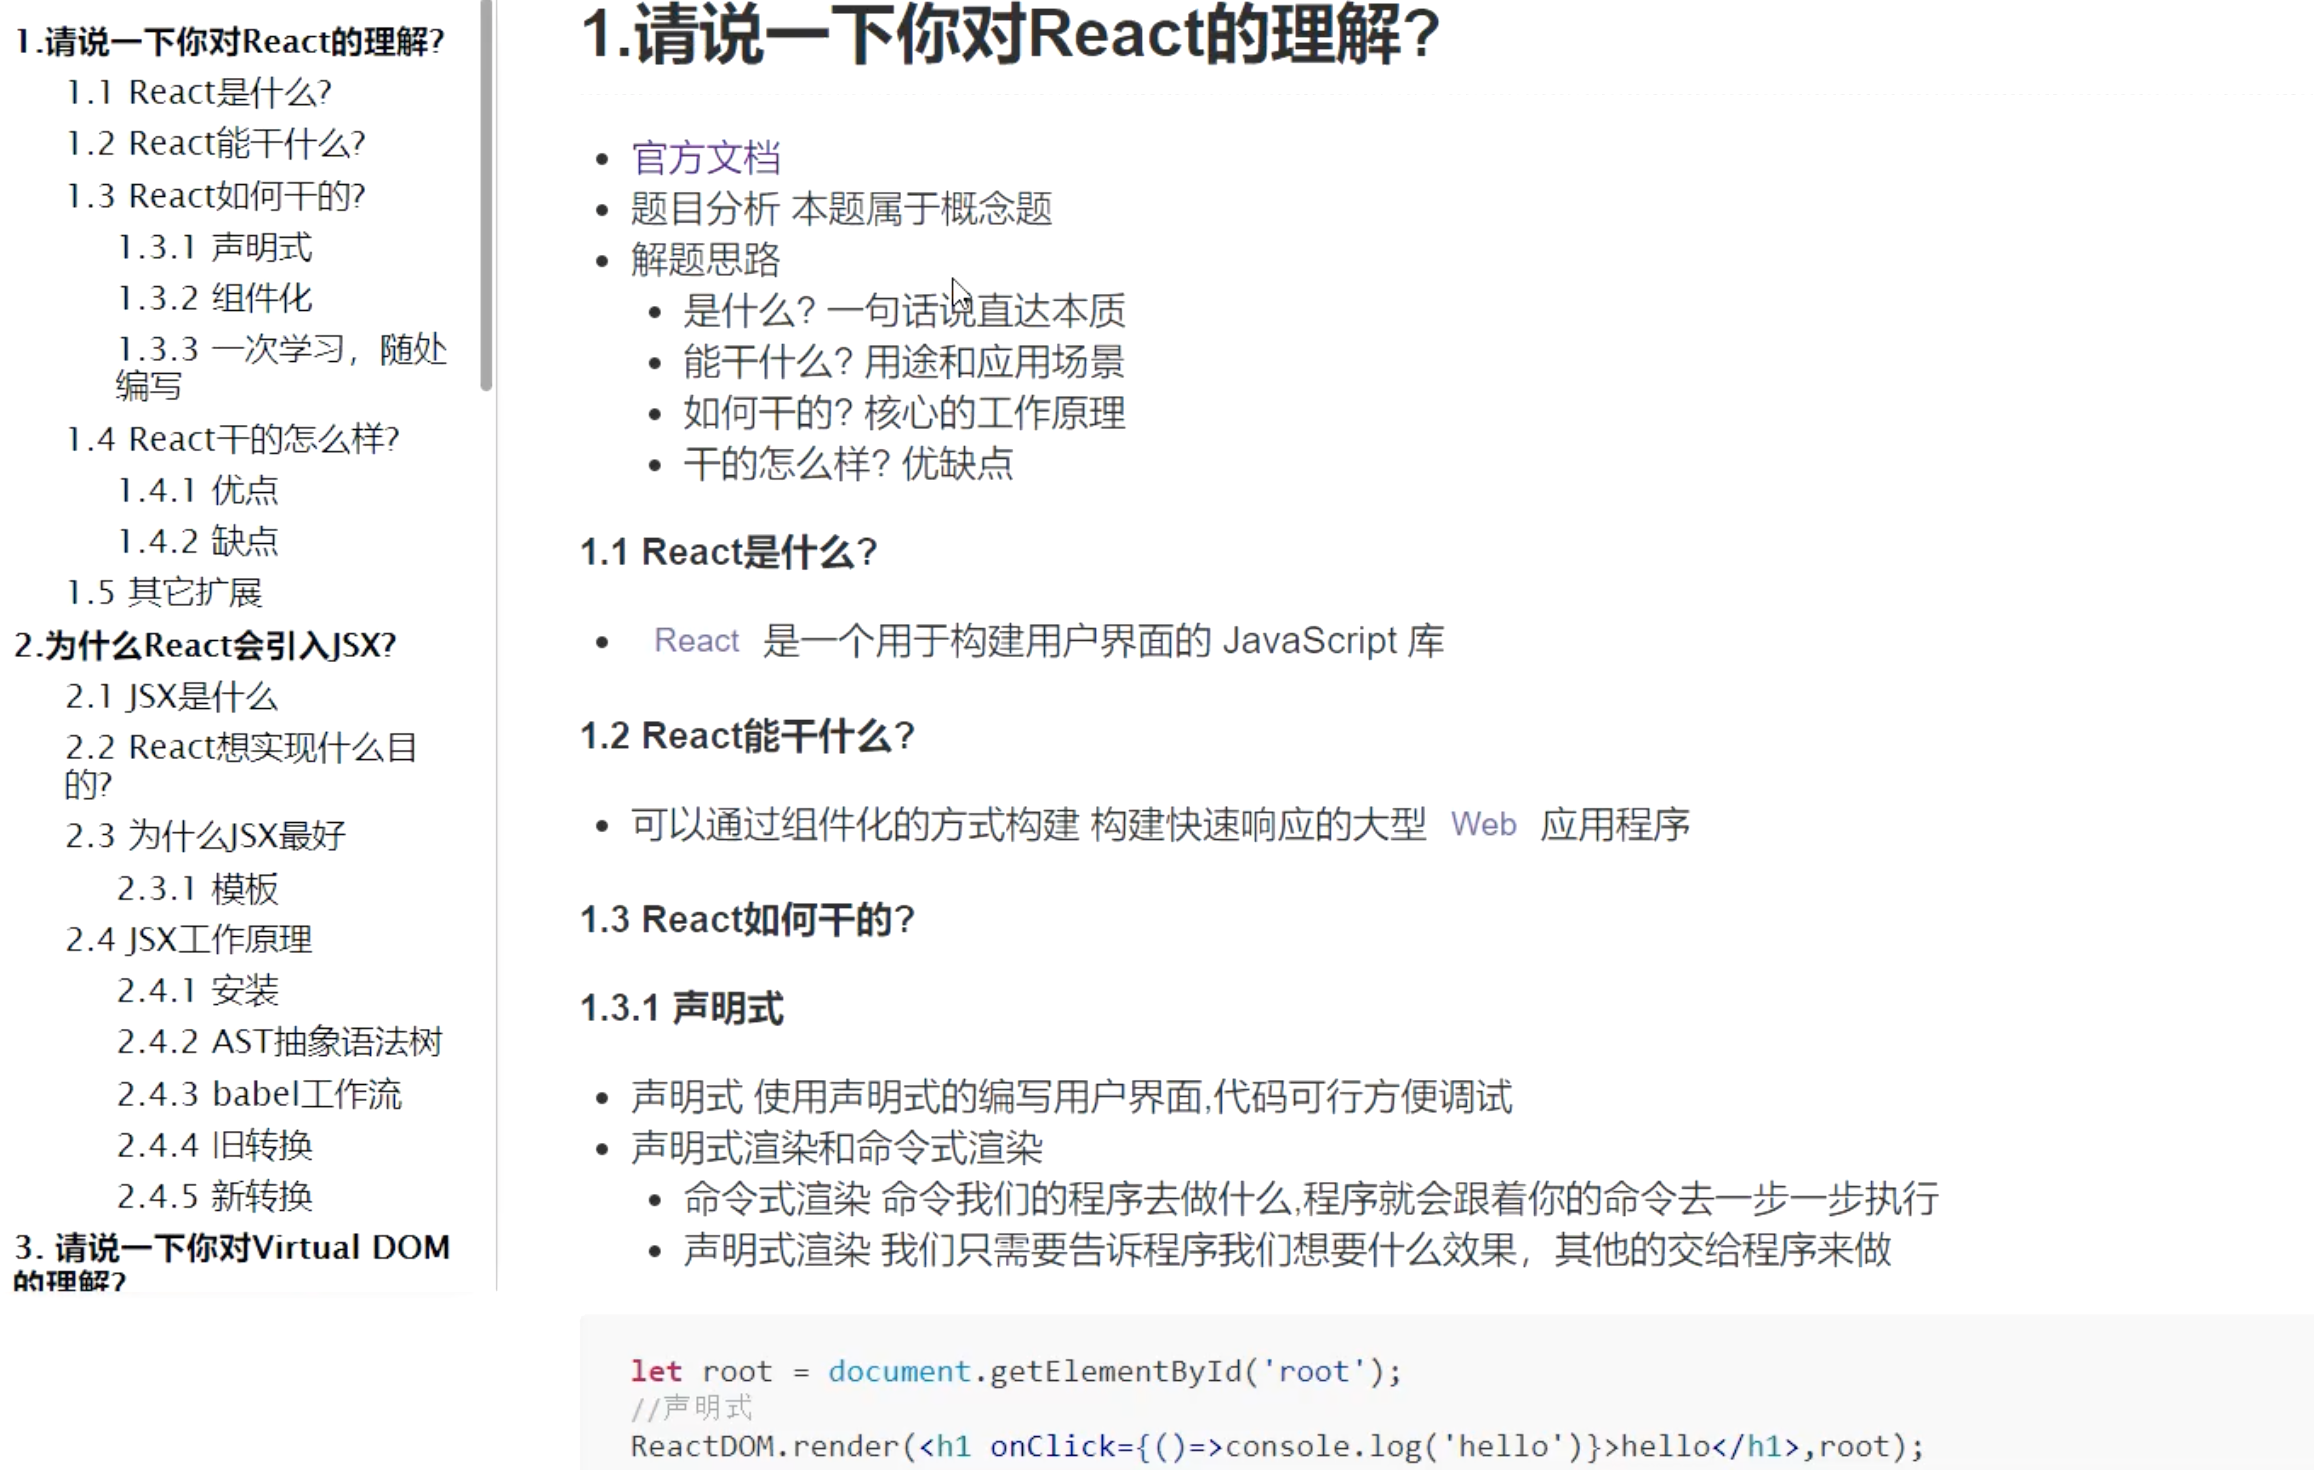 1.请说一下你对React的理解?
1.1 React是什么?
1.2 React能干什么?
1.3 React如何干的?
1.3.1 声明式
1.3.2 组件化
1.3.3 一次学习，随处
编写
1.4 React干的怎么样?
1.4.1 优点
1.4.2 缺点
1.5 其它扩展
2.为什么React会引入JSX?
2.1 JSX是什么
2.2 React想实现什么目
的?
2.3 为什么JSX最好
2.3.1 模板
2.4 JSX工作原理
2.4.1 安装
2.4.2 AST抽象语法树
2.4.3 babel工作流
2.4.4 旧转换
2.4.5 新转换
3. 请说一下你对Virtual DOM
的理解?
1.请说一下你对React的理解?
官方文档
题目分析 本题属于概念题
解题思路
是什么? 一句话说直达本质
能干什么? 用途和应用场景
如何干的? 核心的工作原理
干的怎么样? 优缺点
1.1 React是什么?
React 是一个用于构建用户界面的 JavaScript 库
1.2 React能干什么?
可以通过组件化的方式构建 构建快速响应的大型 Web 应用程序
1.3 React如何干的?
1.3.1 声明式
声明式 使用声明式的编写用户界面,代码可行方便调试
声明式渲染和命令式渲染
命令式渲染 命令我们的程序去做什么,程序就会跟着你的命令去一步一步执行
声明式渲染 我们只需要告诉程序我们想要什么效果，其他的交给程序来做
let root = document.getElementById('root');
//声明式
ReactDOM.render(<h1 onClick={()=>console.log('hello')}>hello</h1>,root);